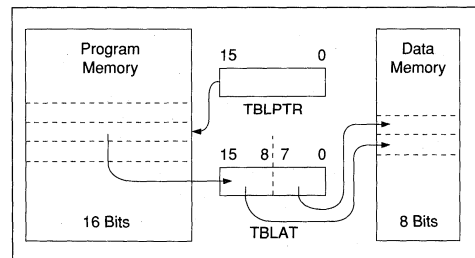 Program
Memory
15 0
TBLPTR
Data
Memory
15 8 7 0
TBLAT
16 Bits
8 Bits